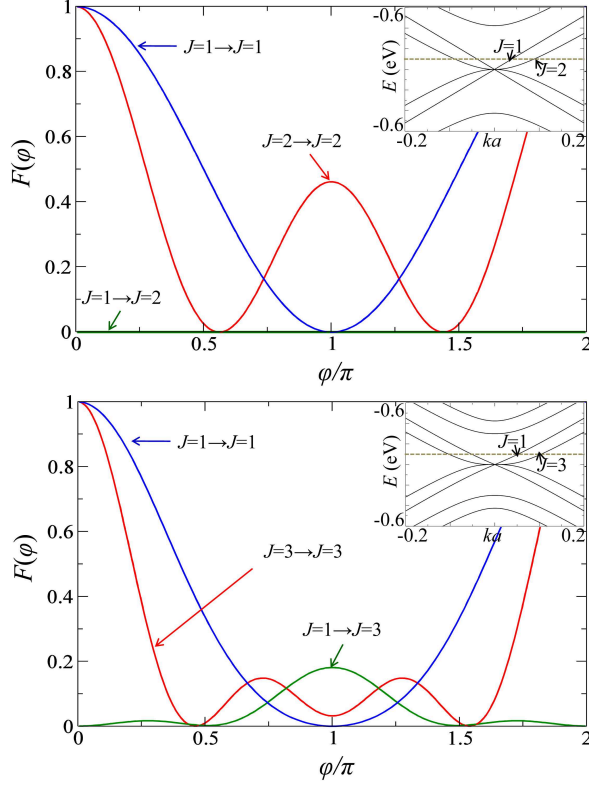 1
0.8
0.6
0.4
0.2
0
F(φ)
J=1→J=1
J=2→J=2
J=1→J=2
-0.6
E (eV)
-0.6
J=1
J=2
-0.2
ka
0.2
0
0.5
1
1.5
2
φ/π
1
0.8
0.6
0.4
0.2
0
F(φ)
J=1→J=1
J=3→J=3
J=1→J=3
-0.6
E (eV)
-0.6
J=1
J=3
-0.2
ka
0.2
0
0.5
1
1.5
2
φ/π